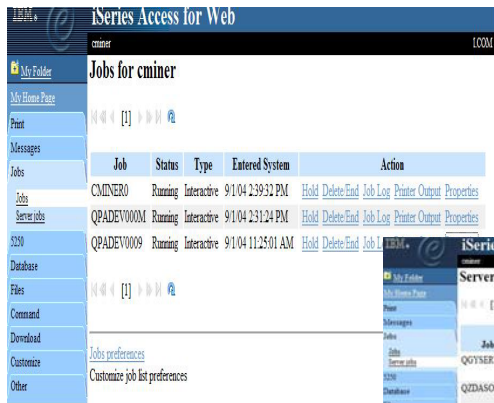 IBM.
iSeries Access for Web
cminer
I.COM
My Folder
My Home Page
Print
Messages
Jobs
Jobs
Server jobs
5250
Database
Files
Command
Download
Customize
Other
Jobs for cminer
[1]
Job Status Type Entered System Action
CMINER0 Running Interactive 9/1/04 2:39:32 PM Hold Delete/End Job Log Printer Output Properties
QPADEV000M Running Interactive 9/1/04 2:31:24 PM Hold Delete/End Job Log Printer Output Properties
QPADEV0009 Running Interactive 9/1/04 11:25:01 AM Hold Delete/End Job L
[1]
Jobs preferences
Customize job list preferences
IBM.
iSerie
cminer
My Folder
My Home Page
Print
Messages
Jobs
Jobs
Server jobs
5250
Database
Server
Job
QGYSER
QZDASO